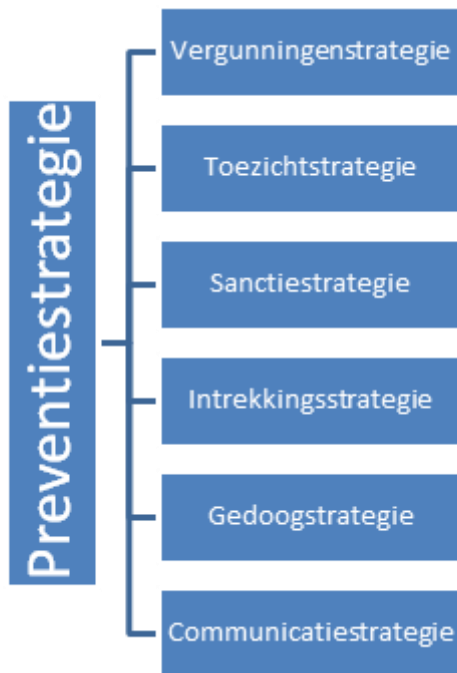 Preventiestrategie
Vergunningenstrategie
Toezichtstrategie
Sanctiestrategie
Intrekkingsstrategie
Gedoogstrategie
Communicatiestrategie